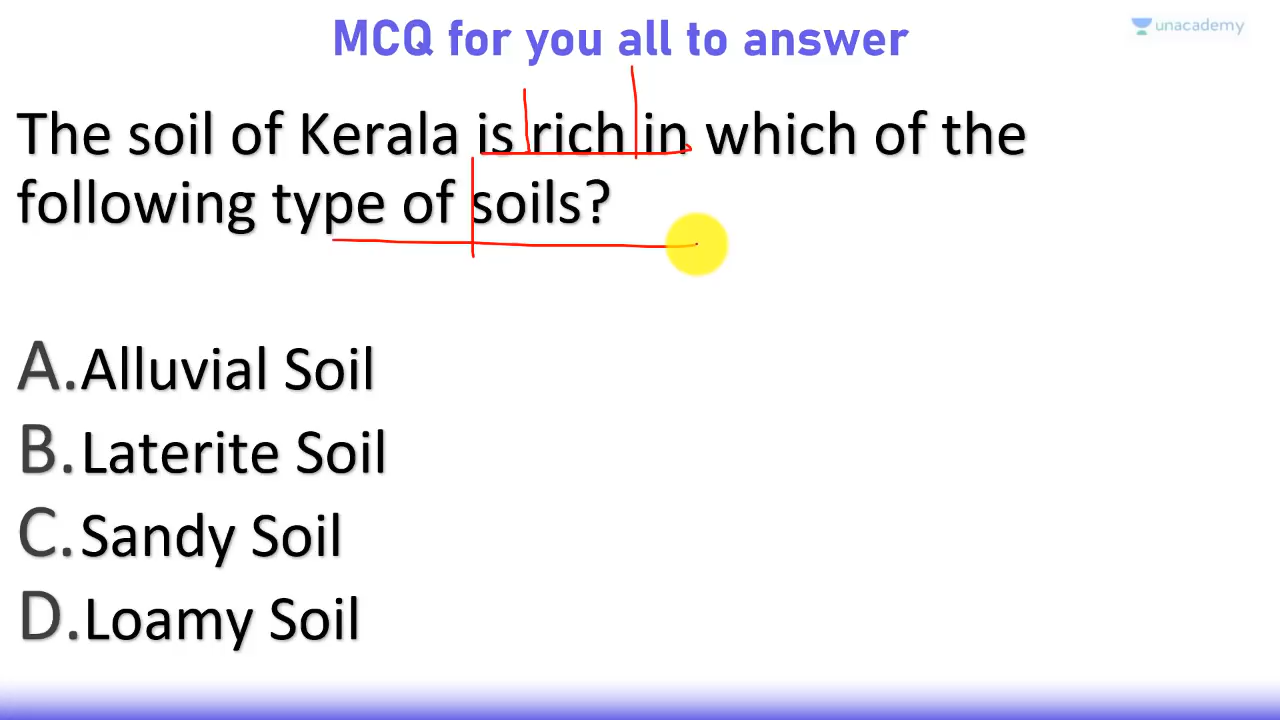 MCQ for you all to answer
unacademy
The soil of Kerala is rich in which of the
following type of soils?
A.Alluvial Soil
B.Laterite Soil
C.Sandy Soil
D.Loamy Soil